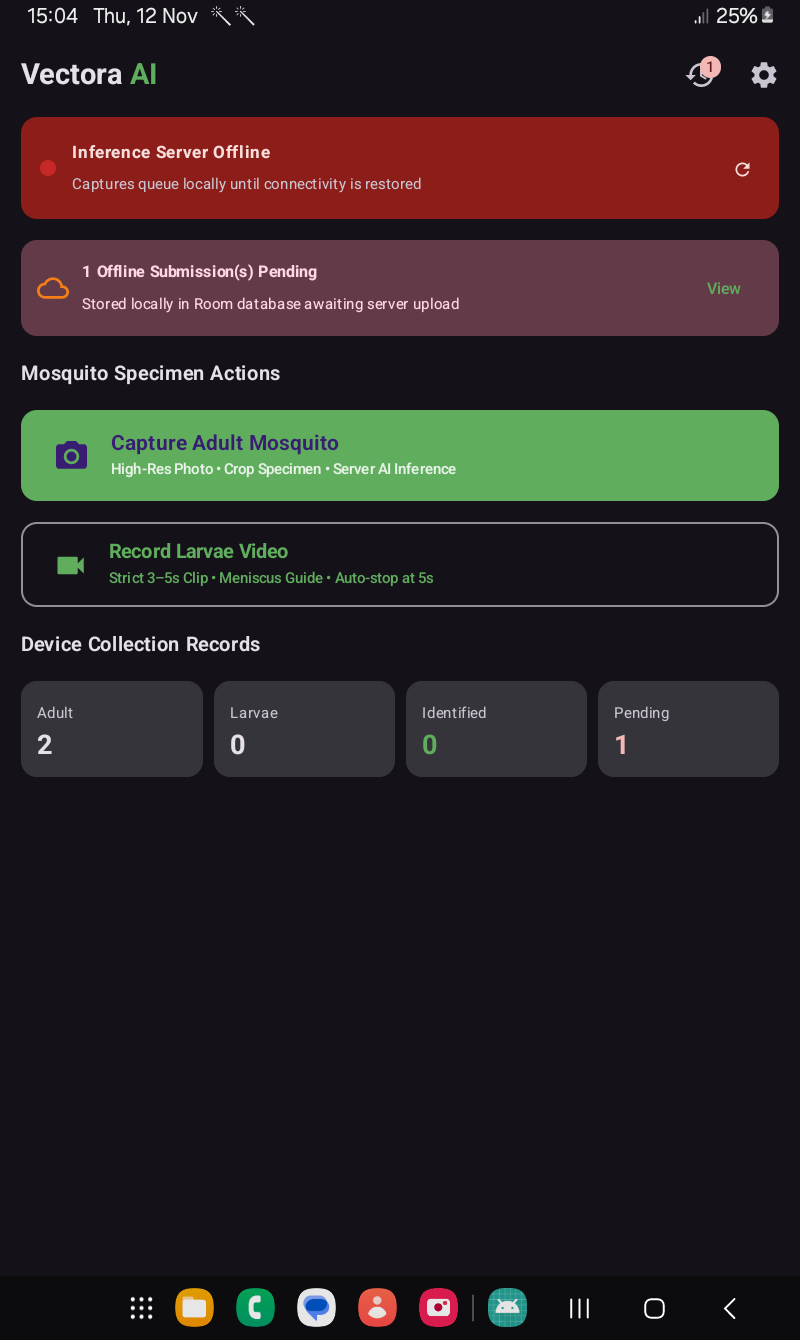 15:04 Thu, 12 Nov 25%
Vectora AI
1
Inference Server Offline
Captures queue locally until connectivity is restored
1 Offline Submission(s) Pending
Stored locally in Room database awaiting server upload
View
Mosquito Specimen Actions
Capture Adult Mosquito
High-Res Photo • Crop Specimen • Server AI Inference
Record Larvae Video
Strict 3–5s Clip • Meniscus Guide • Auto-stop at 5s
Device Collection Records
Adult
2
Larvae
0
Identified
0
Pending
1